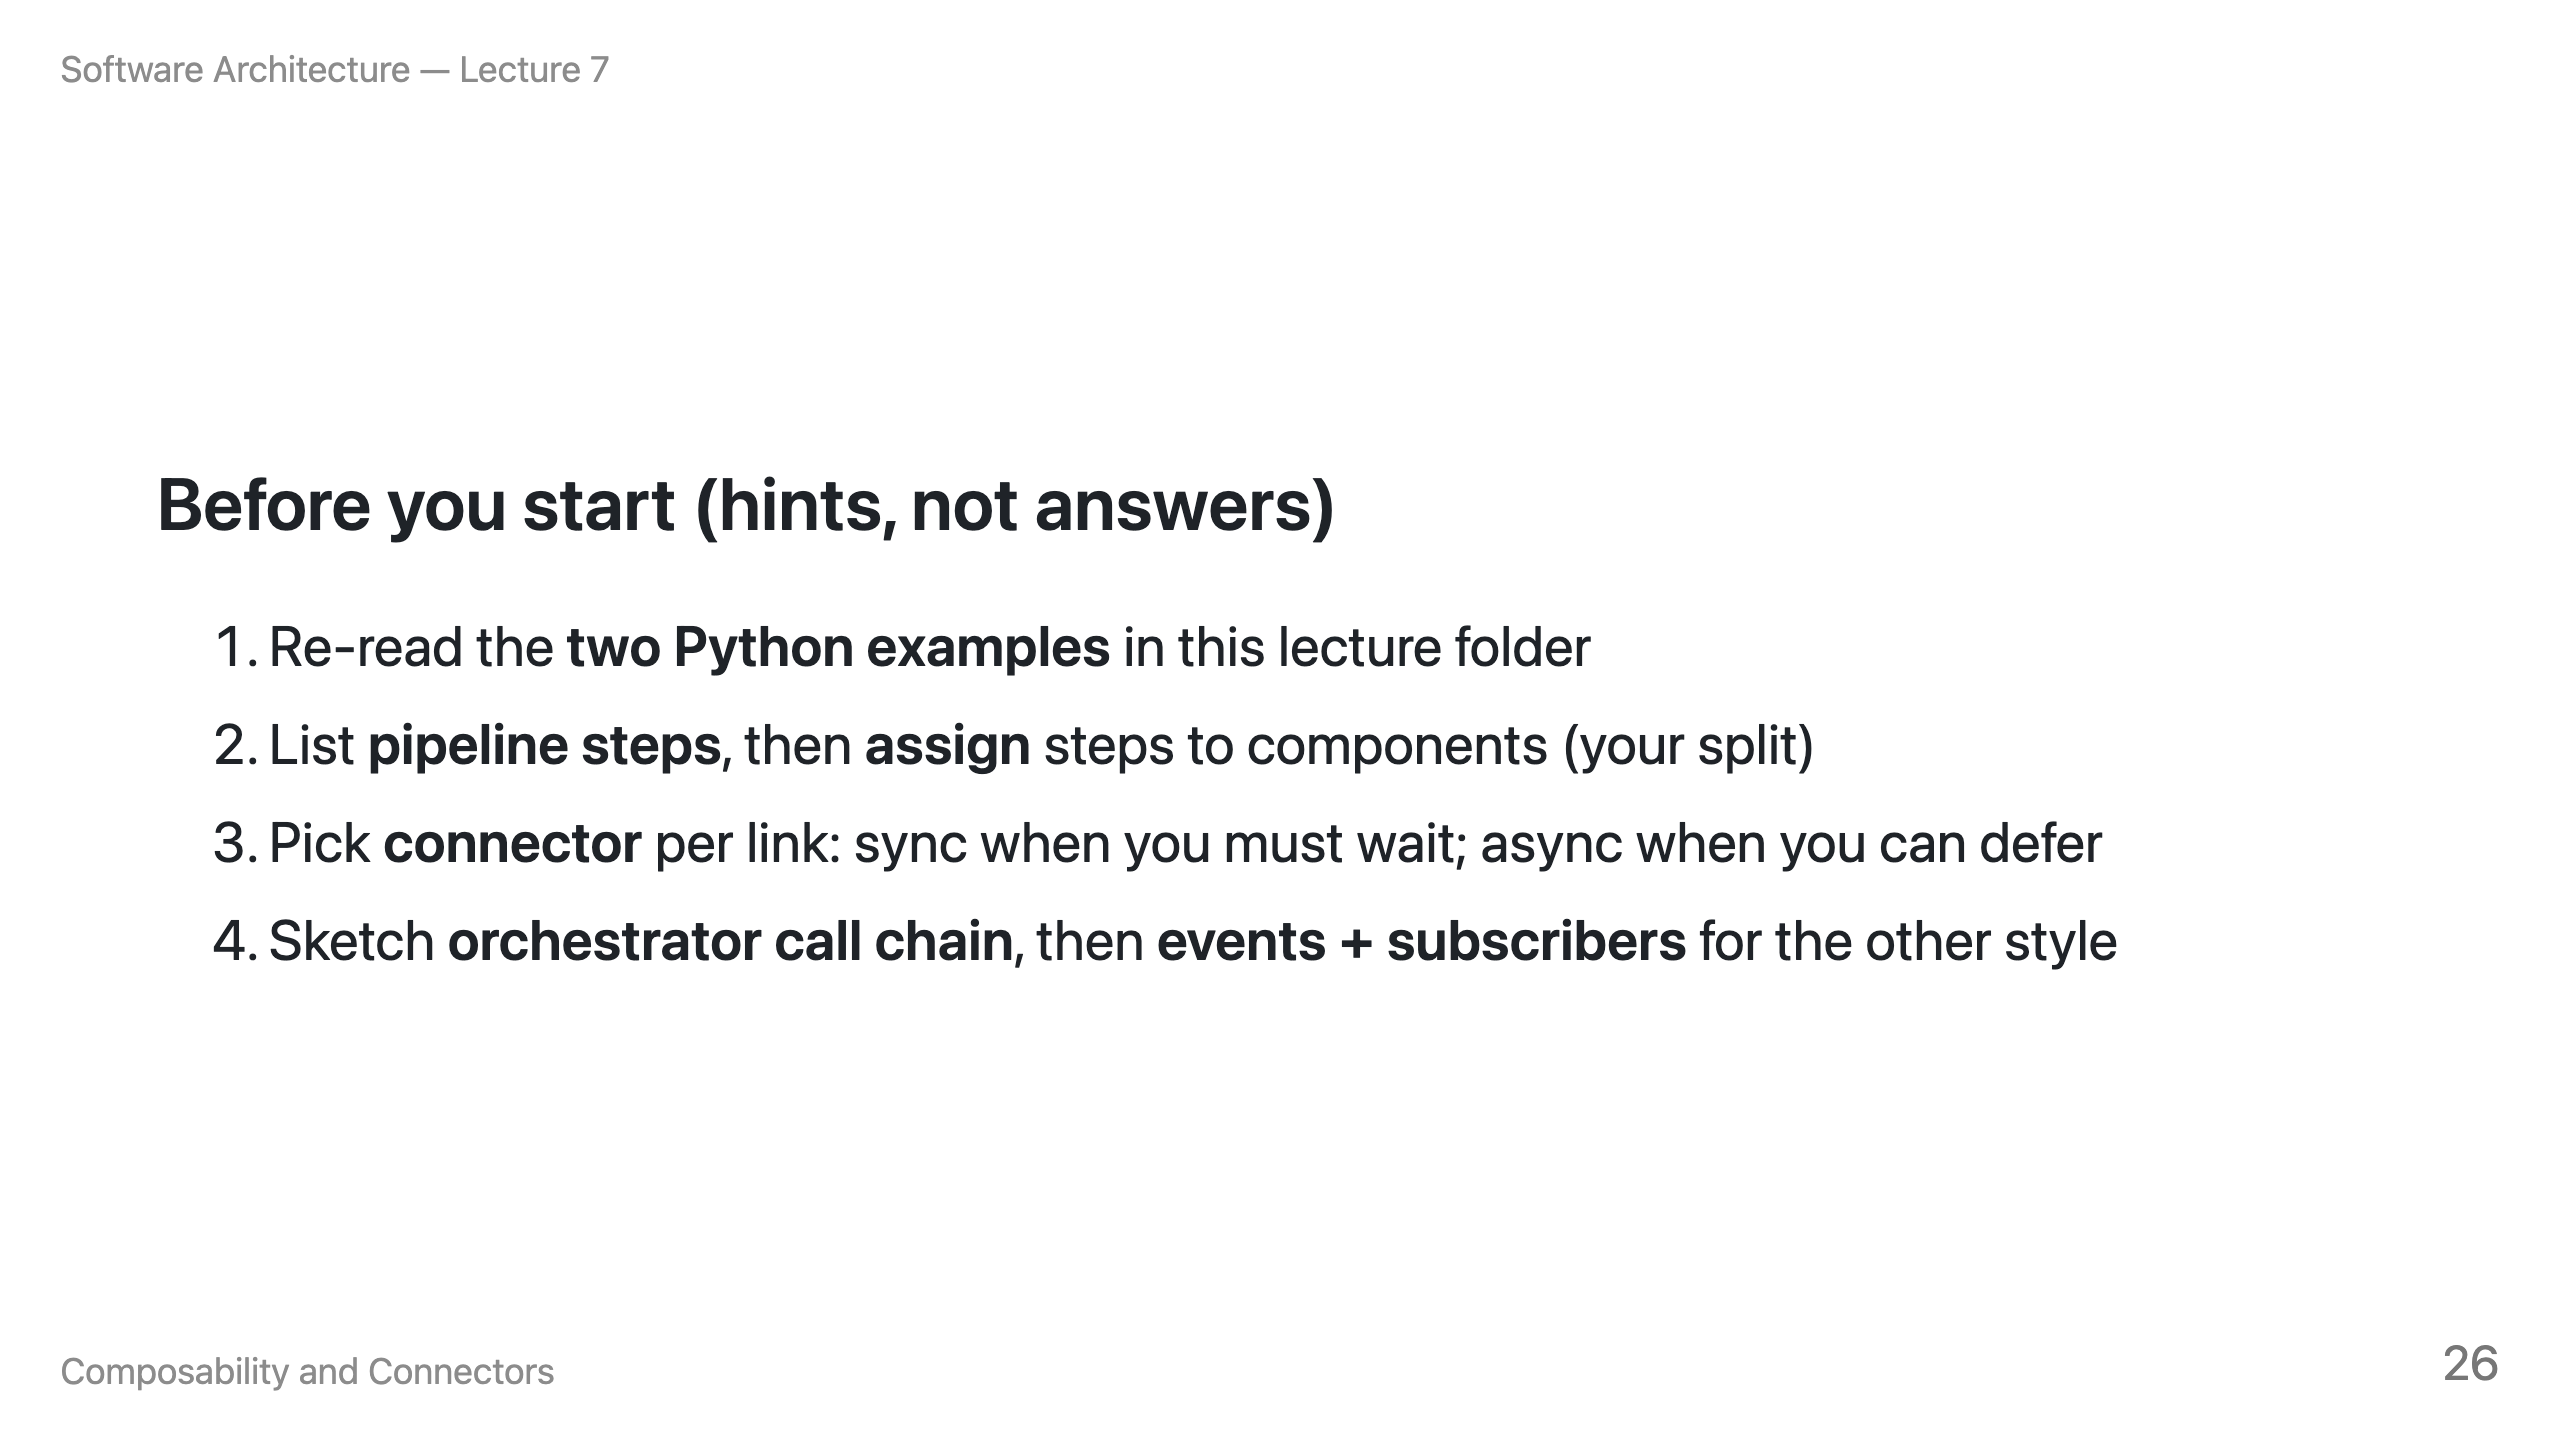 Software Architecture — Lecture 7
Before you start (hints, not answers)
1. Re-read the two Python examples in this lecture folder
2. List pipeline steps, then assign steps to components (your split)
3. Pick connector per link: sync when you must wait; async when you can defer
4. Sketch orchestrator call chain, then events + subscribers for the other style
Composability and Connectors
26